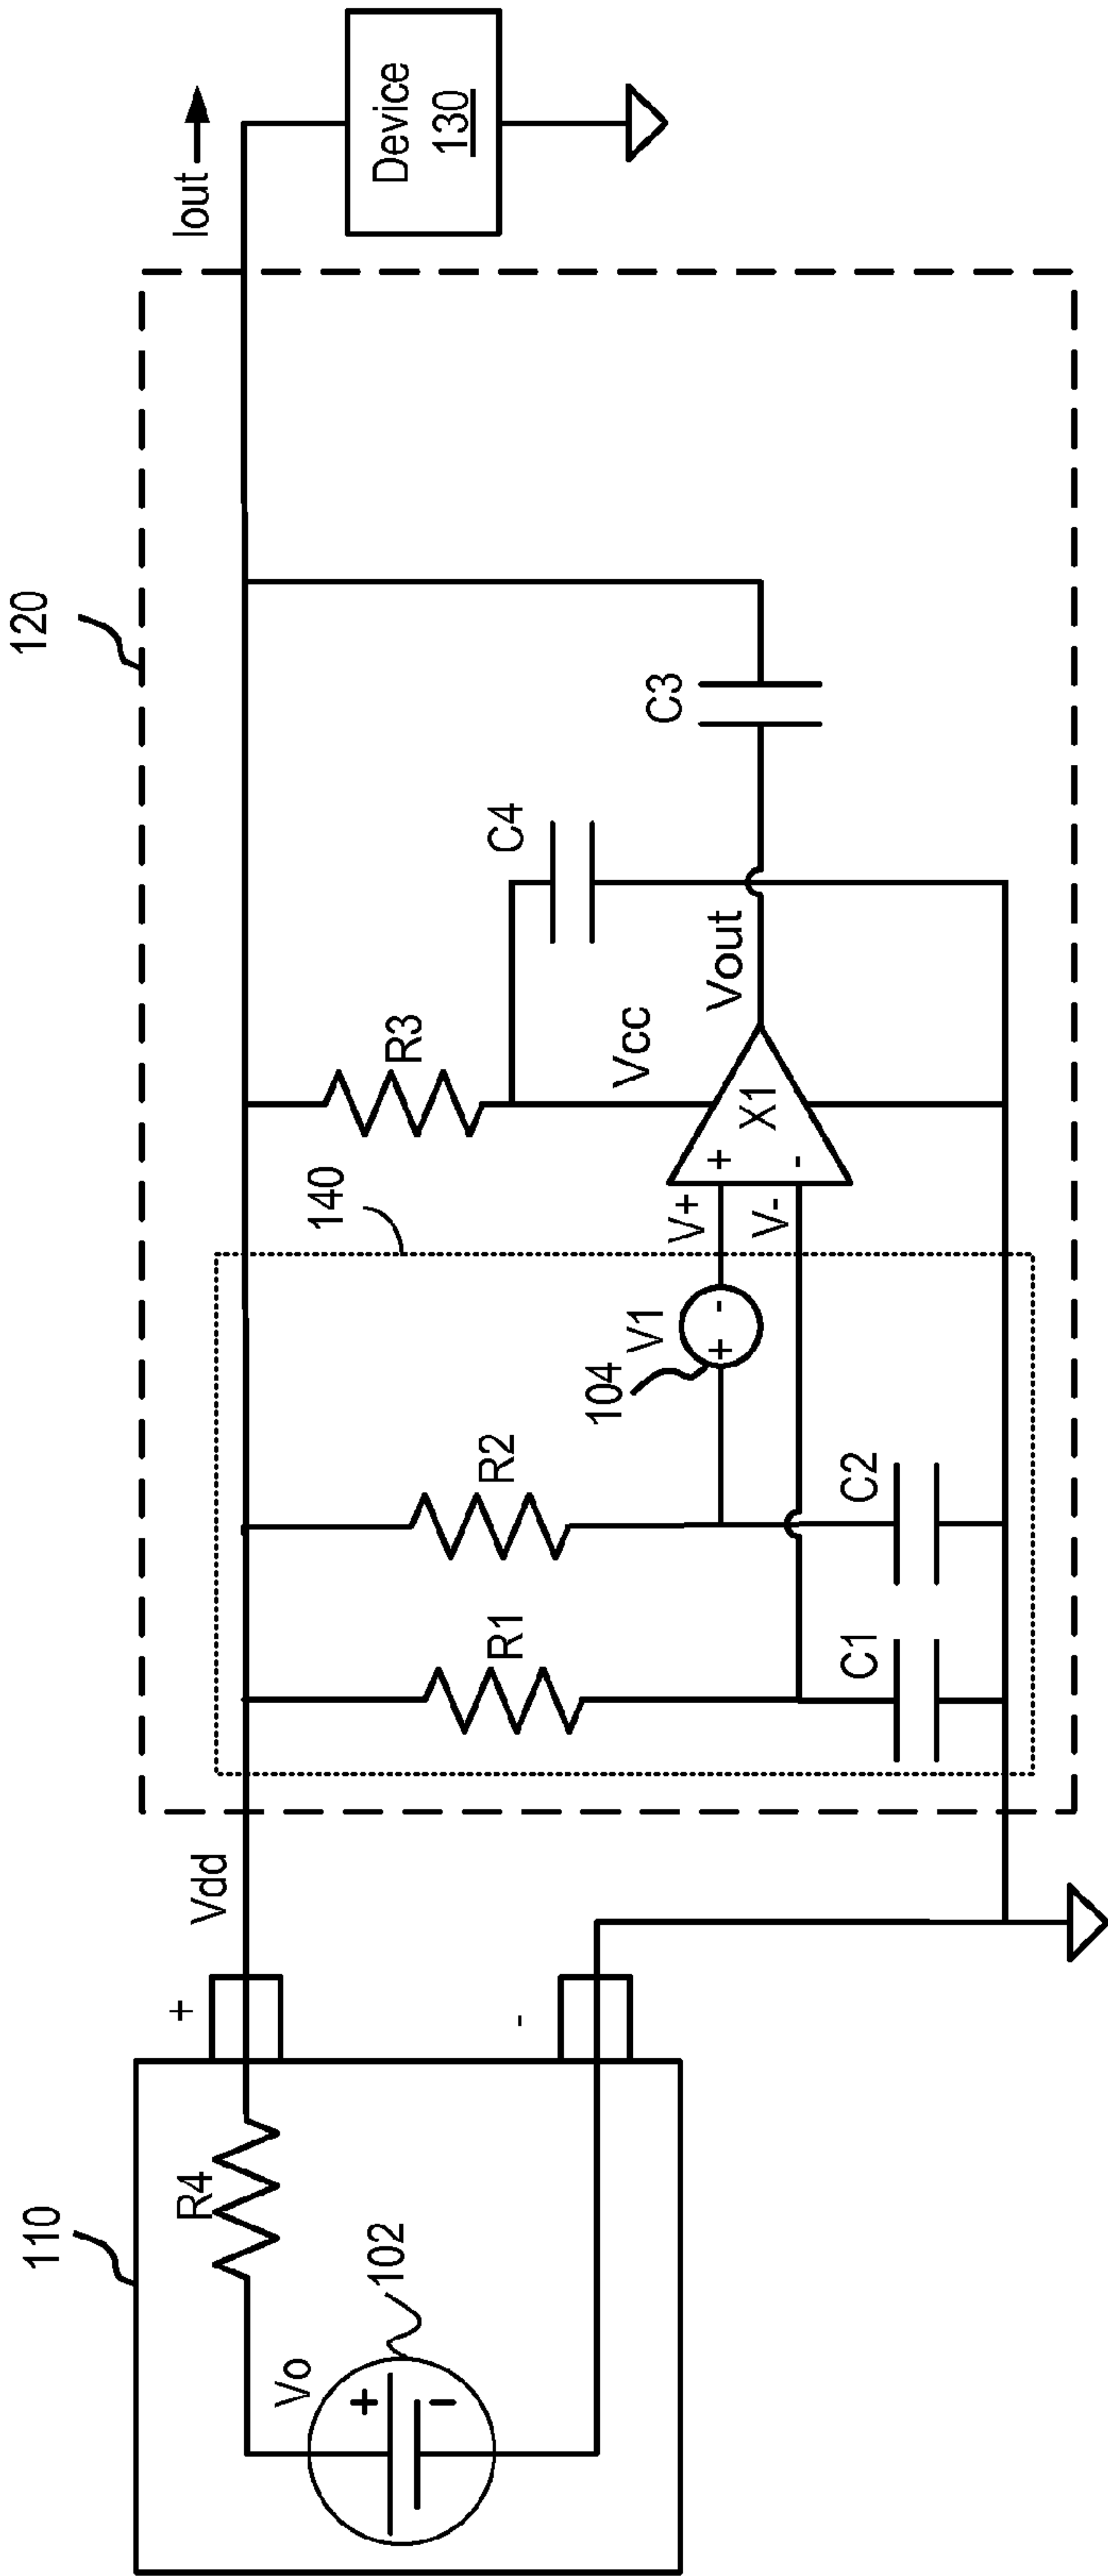 120
110
Vo
+
-
102
R4
+
-
Vdd
140
R1
R2
C1
C2
104
V1
+ -
V+
V-
+
-
X1
R3
Vcc
Vout
C4
C3
Iout
Device
130